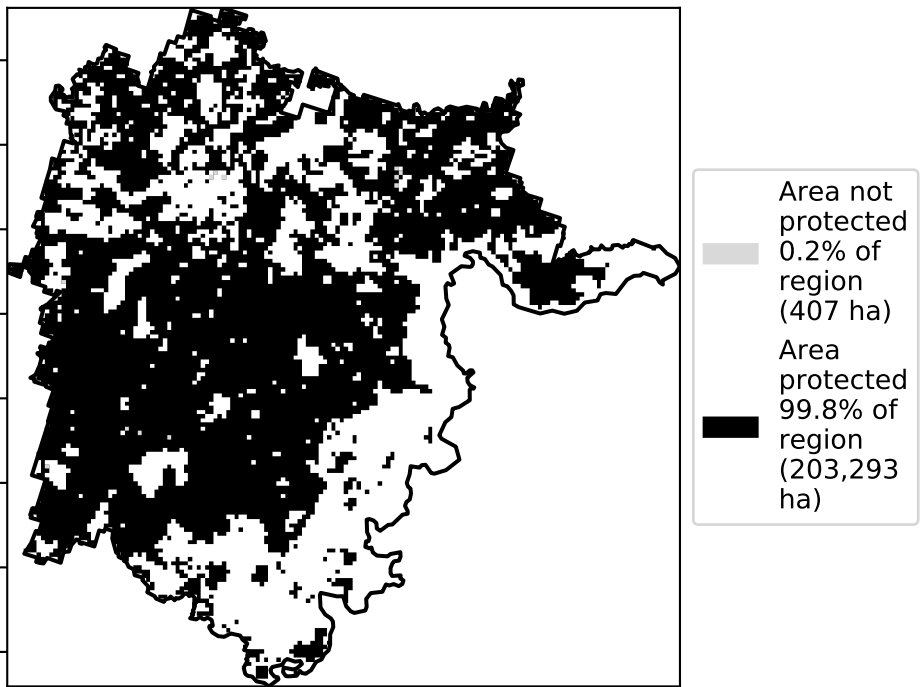 Area not
protected
0.2% of
region
(407 ha)
Area
protected
99.8% of
region
(203,293
ha)